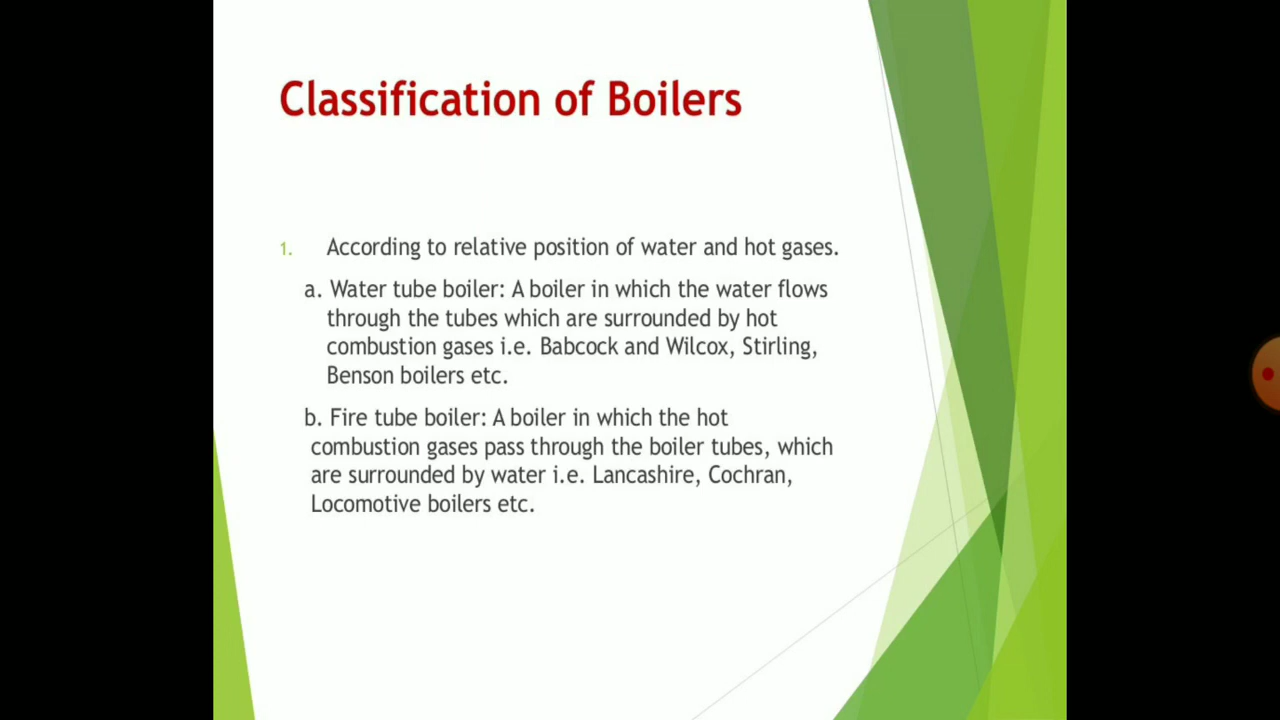 Classification of Boilers
1. According to relative position of water and hot gases.
a. Water tube boiler: A boiler in which the water flows
through the tubes which are surrounded by hot
combustion gases i.e. Babcock and Wilcox, Stirling,
Benson boilers etc.
b. Fire tube boiler: A boiler in which the hot
combustion gases pass through the boiler tubes, which
are surrounded by water i.e. Lancashire, Cochran,
Locomotive boilers etc.